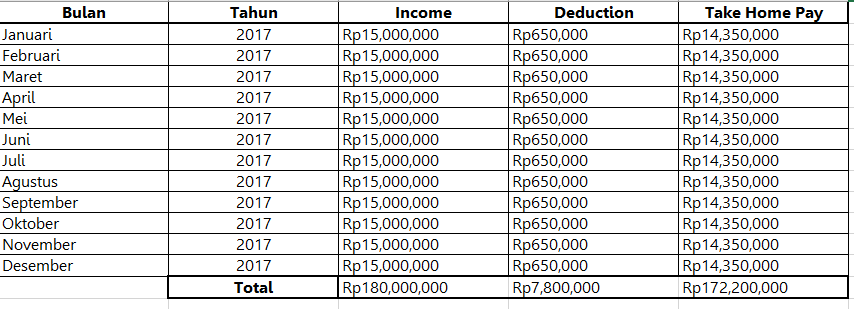 Bulan Tahun Income Deduction Take Home Pay
Januari 2017 Rp15,000,000 Rp650,000 Rp14,350,000
Februari 2017 Rp15,000,000 Rp650,000 Rp14,350,000
Maret 2017 Rp15,000,000 Rp650,000 Rp14,350,000
April 2017 Rp15,000,000 Rp650,000 Rp14,350,000
Mei 2017 Rp15,000,000 Rp650,000 Rp14,350,000
Juni 2017 Rp15,000,000 Rp650,000 Rp14,350,000
Juli 2017 Rp15,000,000 Rp650,000 Rp14,350,000
Agustus 2017 Rp15,000,000 Rp650,000 Rp14,350,000
September 2017 Rp15,000,000 Rp650,000 Rp14,350,000
Oktober 2017 Rp15,000,000 Rp650,000 Rp14,350,000
November 2017 Rp15,000,000 Rp650,000 Rp14,350,000
Desember 2017 Rp15,000,000 Rp650,000 Rp14,350,000
Total Rp180,000,000 Rp7,800,000 Rp172,200,000